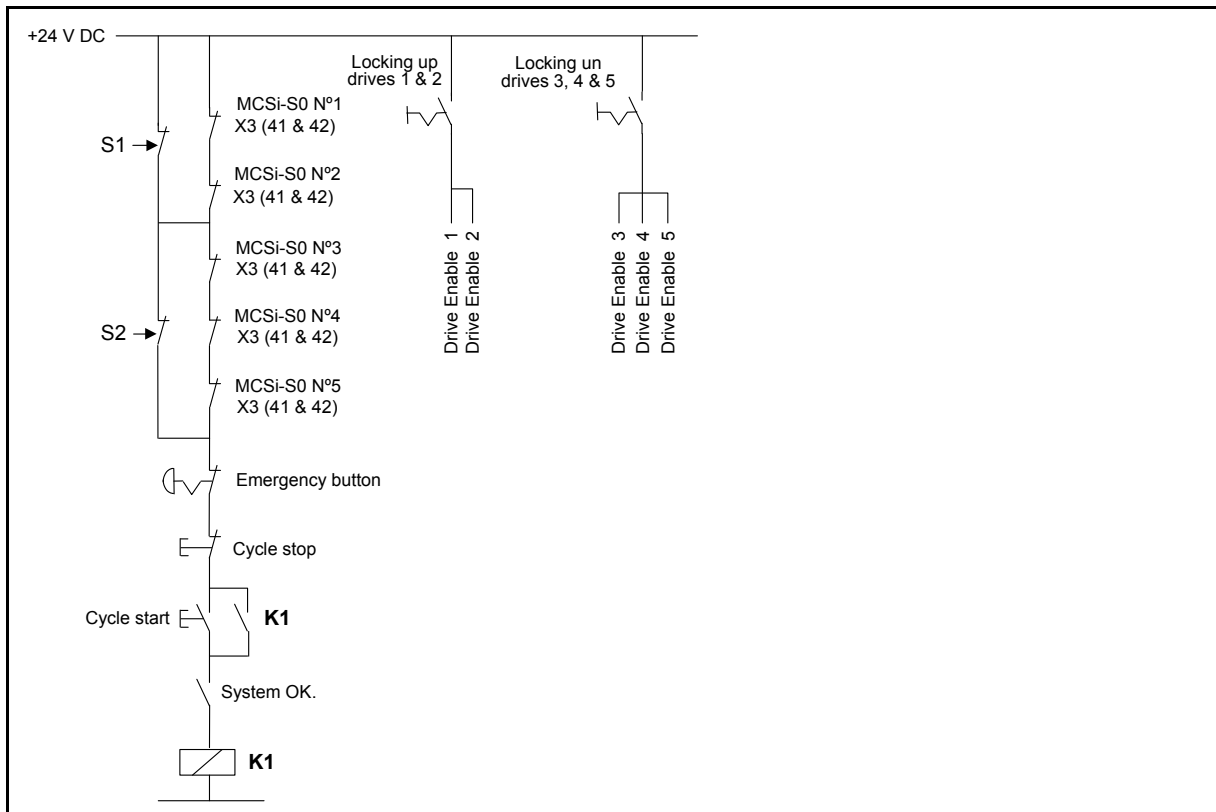 +24 V DC
Locking up
drives 1 & 2
Locking un
drives 3, 4 & 5
MCSi-S0 Nº1
X3 (41 & 42)
S1
MCSi-S0 Nº2
X3 (41 & 42)
MCSi-S0 Nº3
X3 (41 & 42)
Drive Enable 1
Drive Enable 2
Drive Enable 3
Drive Enable 4
Drive Enable 5
S2
MCSi-S0 Nº4
X3 (41 & 42)
MCSi-S0 Nº5
X3 (41 & 42)
Emergency button
Cycle stop
Cycle start
K1
System OK.
K1